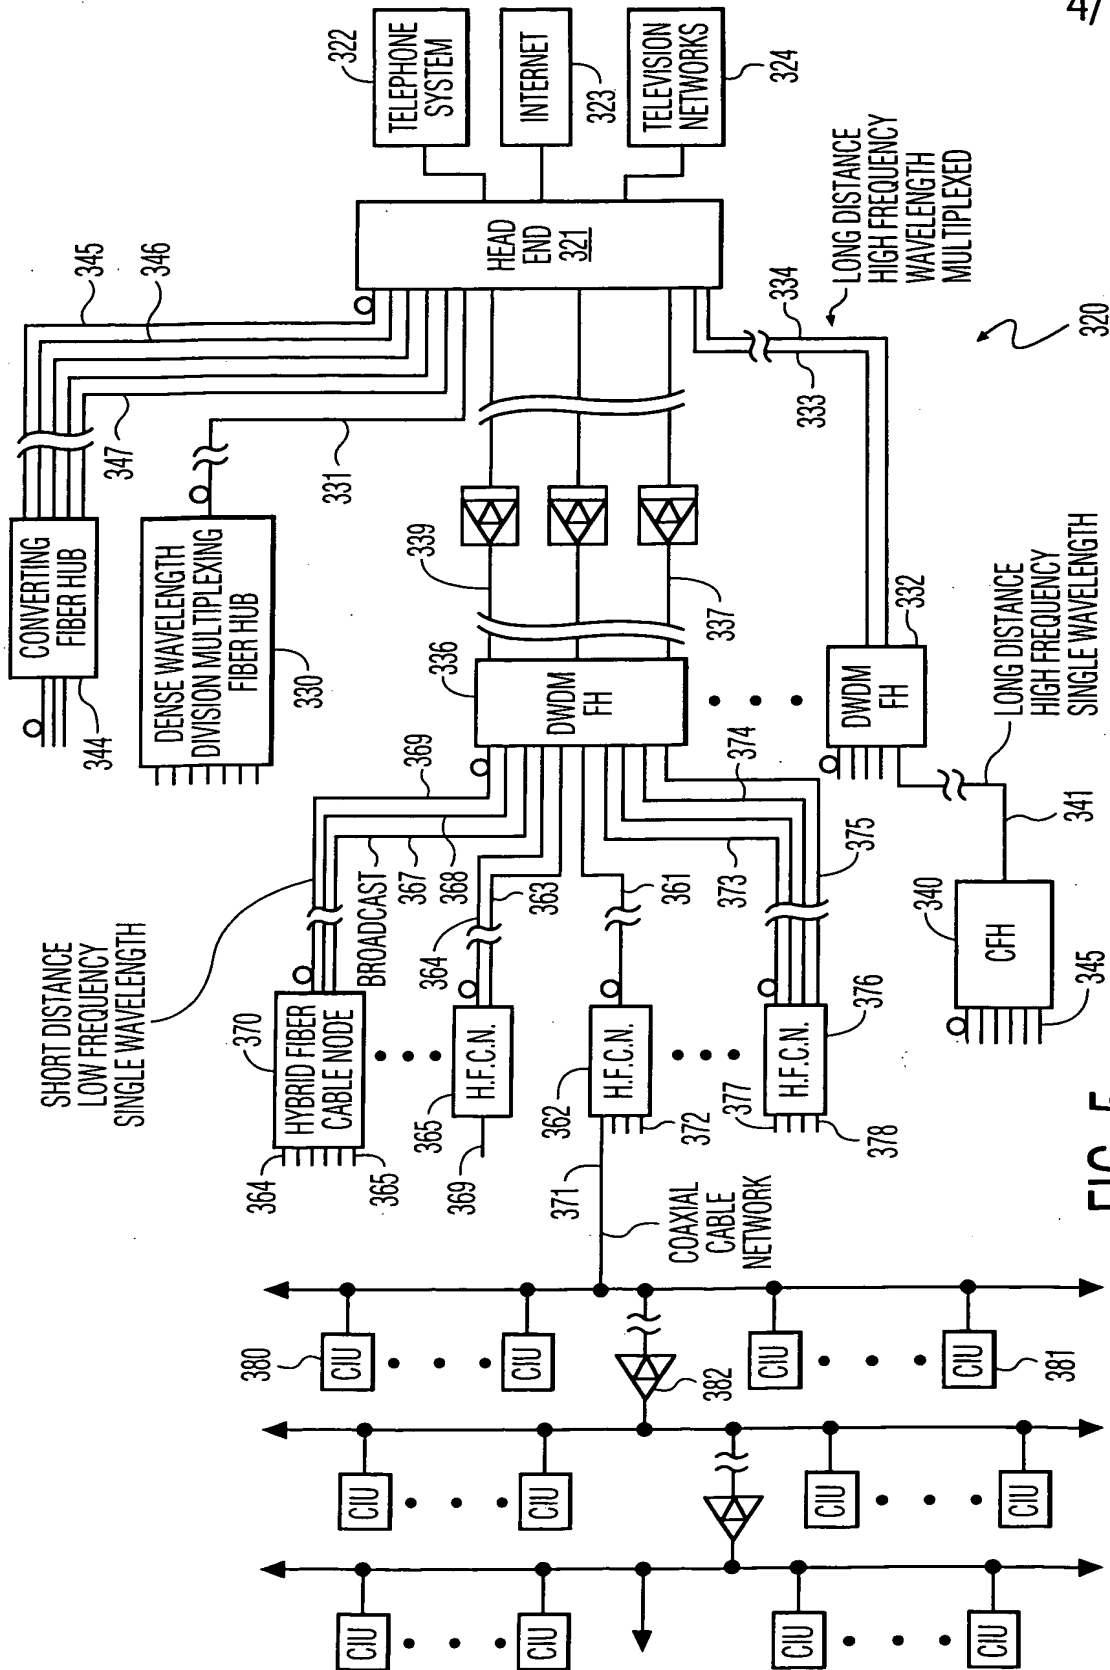 4/
322
TELEPHONE
SYSTEM
INTERNET
323
TELEVISION
NETWORKS
324
HEAD
END
321
345
346
347
331
LONG DISTANCE
HIGH FREQUENCY
WAVELENGTH
MULTIPLEXED
334
333
320
CONVERTING
FIBER HUB
344
DENSE WAVELENGTH
DIVISION MULTIPLEXING
FIBER HUB
330
339
336
DWDM
FH
337
332
DWDM
FH
LONG DISTANCE
HIGH FREQUENCY
SINGLE WAVELENGTH
341
340
CFH
345
369
368
367
BROADCAST
364
363
361
374
373
375
SHORT DISTANCE
LOW FREQUENCY
SINGLE WAVELENGTH
370
HYBRID FIBER
CABLE NODE
364
365
H.F.C.N.
365
369
H.F.C.N.
362
372
371
H.F.C.N.
376
377
378
COAXIAL
CABLE
NETWORK
380
CIU
CIU
CIU
CIU
381
382
CIU
CIU
CIU
CIU
CIU
CIU
CIU
CIU